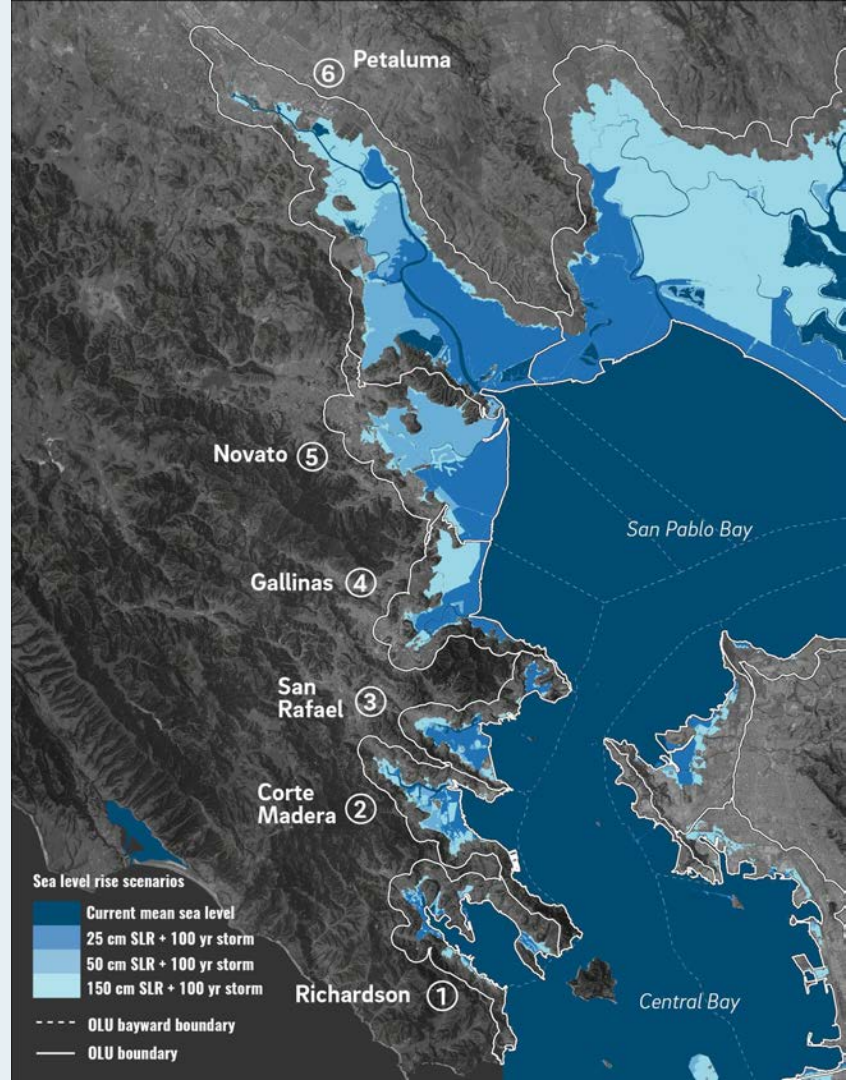 6 Petaluma
Novato 5
San Pablo Bay
Gallinas 4
San
Rafael 3
Corte
Madera 2
Sea level rise scenarios
Current mean sea level
25 cm SLR + 100 yr storm
50 cm SLR + 100 yr storm
150 cm SLR + 100 yr storm
OLU bayward boundary
OLU boundary
Richardson 1
Central Bay